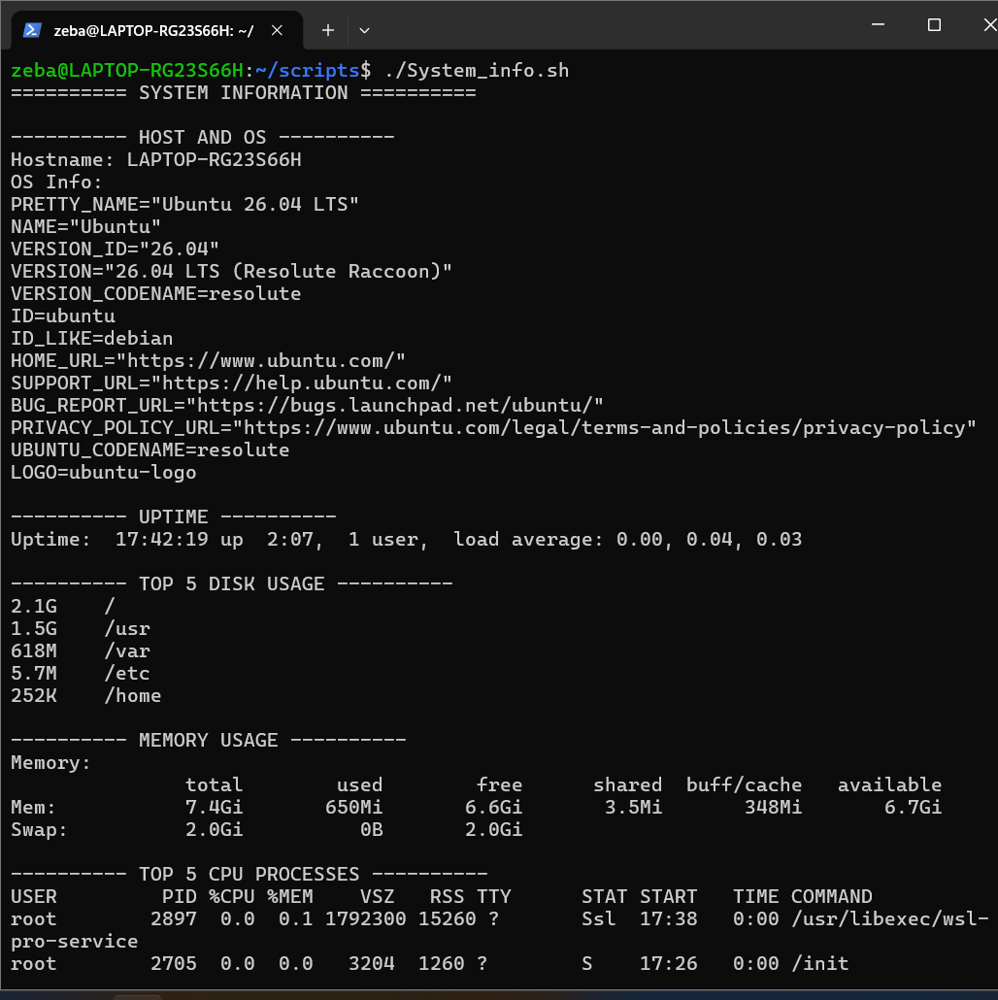 zeba@LAPTOP-RG23S66H: ~/
zeba@LAPTOP-RG23S66H:~/scripts$ ./System_info.sh
========== SYSTEM INFORMATION ==========
---------- HOST AND OS ----------
Hostname: LAPTOP-RG23S66H
OS Info:
PRETTY_NAME="Ubuntu 26.04 LTS"
NAME="Ubuntu"
VERSION_ID="26.04"
VERSION="26.04 LTS (Resolute Raccoon)"
VERSION_CODENAME=resolute
ID=ubuntu
ID_LIKE=debian
HOME_URL="https://www.ubuntu.com/"
SUPPORT_URL="https://help.ubuntu.com/"
BUG_REPORT_URL="https://bugs.launchpad.net/ubuntu/"
PRIVACY_POLICY_URL="https://www.ubuntu.com/legal/terms-and-policies/privacy-policy"
UBUNTU_CODENAME=resolute
LOGO=ubuntu-logo
---------- UPTIME ----------
Uptime:  17:42:19 up  2:07,  1 user,  load average: 0.00, 0.04, 0.03
---------- TOP 5 DISK USAGE ----------
2.1G    /
1.5G    /usr
618M    /var
5.7M    /etc
252K    /home
---------- MEMORY USAGE ----------
Memory:
               total        used        free      shared  buff/cache   available
Mem:           7.4Gi       650Mi       6.6Gi       3.5Mi       348Mi       6.7Gi
Swap:          2.0Gi          0B       2.0Gi
---------- TOP 5 CPU PROCESSES ----------
USER         PID %CPU %MEM    VSZ   RSS TTY      STAT START   TIME COMMAND
root        2897  0.0  0.1 1792300 15260 ?       Ssl  17:38   0:00 /usr/libexec/wsl-
pro-service
root        2705  0.0  0.0   3204  1260 ?        S    17:26   0:00 /init